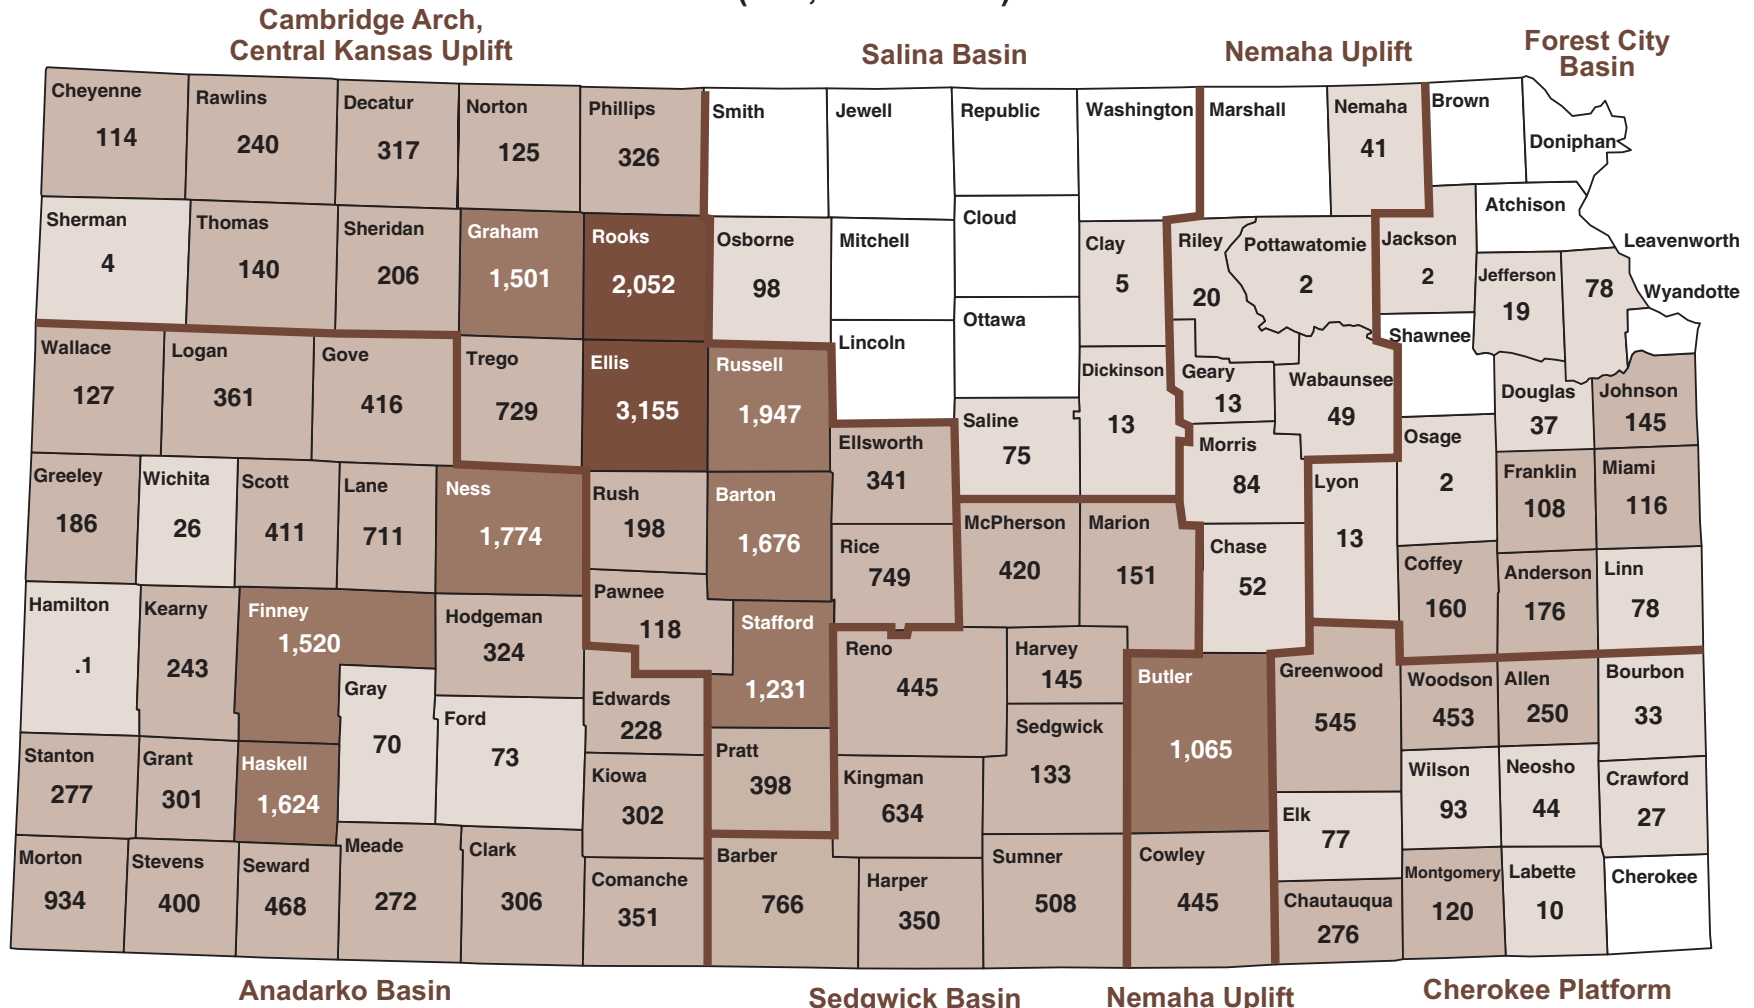 Cambridge Arch,
Central Kansas Uplift
Salina Basin
Nemaha Uplift
Forest City
Basin
Cheyenne
114
Rawlins
240
Decatur
317
Norton
125
Phillips
326
Smith
Jewell
Republic
Washington
Marshall
Nemaha
41
Brown
Doniphan
Sherman
4
Thomas
140
Sheridan
206
Graham
1,501
Rooks
2,052
Osborne
98
Mitchell
Cloud
Clay
5
Riley
20
Pottawatomie
2
Jackson
2
Atchison
Jefferson
19
Leavenworth
78
Wyandotte
Wallace
127
Logan
361
Gove
416
Trego
729
Ellis
3,155
Russell
1,947
Lincoln
Ottawa
Dickinson
13
Geary
13
Wabaunsee
49
Shawnee
Douglas
37
Johnson
145
Greeley
186
Wichita
26
Scott
411
Lane
711
Ness
1,774
Rush
198
Barton
1,676
Ellsworth
341
Saline
75
Morris
84
Lyon
13
Osage
2
Franklin
108
Miami
116
Rice
749
McPherson
420
Marion
151
Chase
52
Coffey
160
Anderson
176
Linn
78
Hamilton
.1
Kearny
243
Finney
1,520
Hodgeman
324
Pawnee
118
Stafford
1,231
Reno
445
Harvey
145
Butler
1,065
Greenwood
545
Woodson
453
Allen
250
Bourbon
33
Gray
70
Ford
73
Edwards
228
Stanton
277
Grant
301
Haskell
1,624
Kiowa
302
Pratt
398
Kingman
634
Sedgwick
133
Elk
77
Wilson
93
Neosho
44
Crawford
27
Morton
934
Stevens
400
Seward
468
Meade
272
Clark
306
Comanche
351
Barber
766
Harper
350
Sumner
508
Cowley
445
Chautauqua
276
Montgomery
120
Labette
10
Cherokee
Anadarko Basin
Sedgwick Basin
Nemaha Uplift
Cherokee Platform